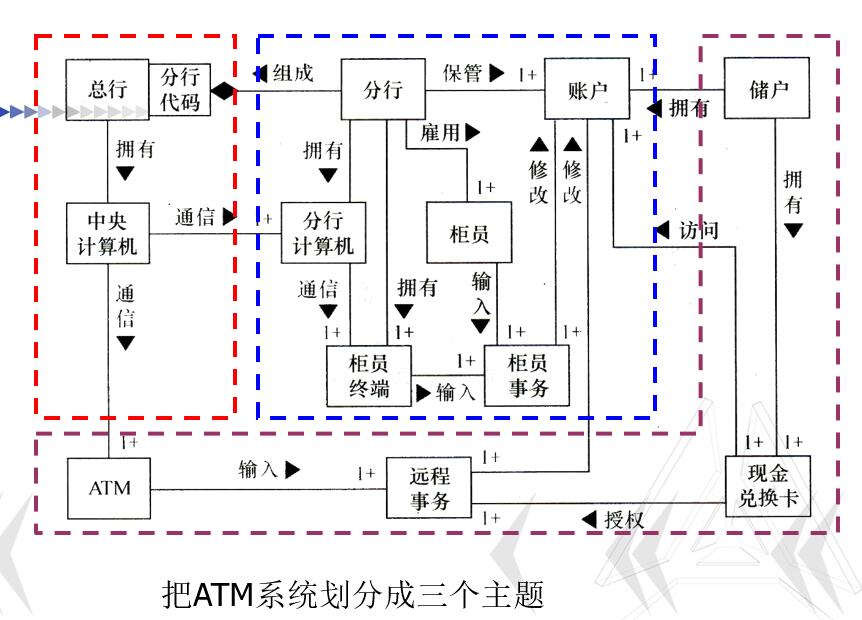 总行
分行
代码
组成
分行
保管
1+
账户
1+
拥有
储户
拥有
拥有
雇用
修改
修改
1+
拥有
中央
计算机
通信
1+
分行
计算机
1+
柜员
访问
通信
通信
拥有
输入
1+
1+
1+
1+
柜员
终端
1+
输入
柜员
事务
1+
ATM
输入
1+
远程
事务
1+
1+
授权
1+
1+
现金
兑换卡
把ATM系统划分成三个主题